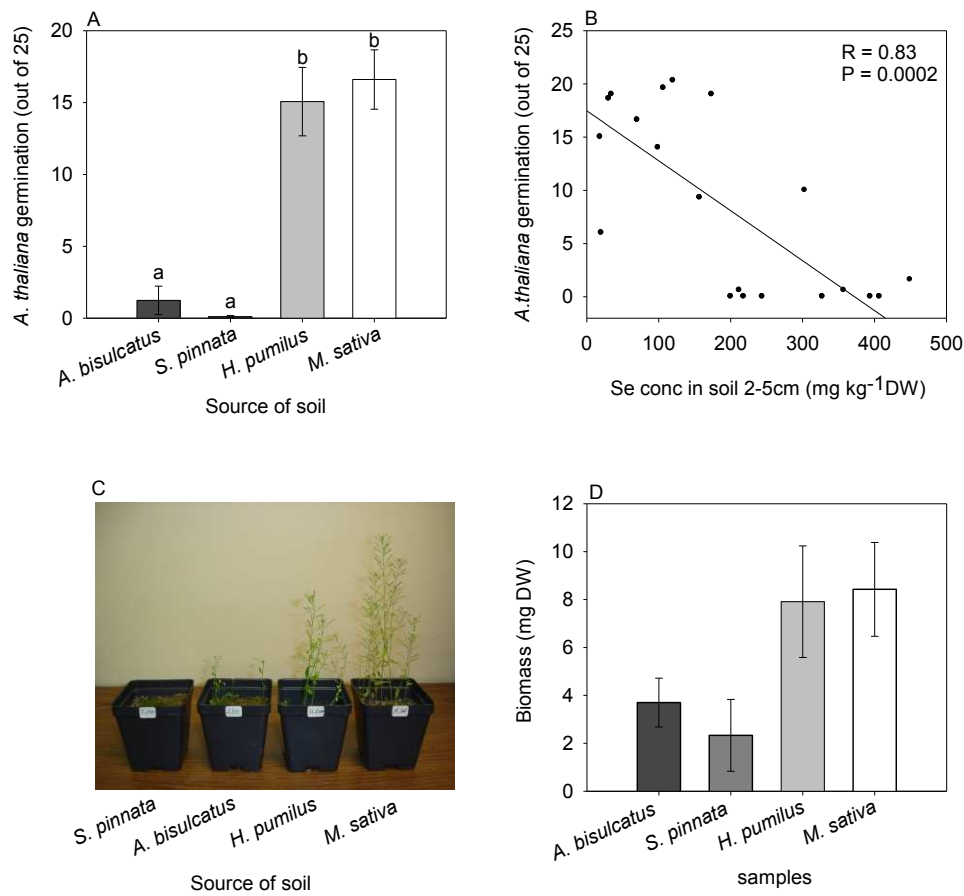 A
A. thaliana germination (out of 25)
20
15
10
5
0
a
a
b
b
A. bisulcatus
S. pinnata
H. pumilus
M. sativa
Source of soil
B
A.thaliana germination (out of 25)
25
20
15
10
5
0
R = 0.83
P = 0.0002
0 100 200 300 400 500
Se conc in soil 2-5cm (mg kg-1DW)
C
S. pinnata
A. bisulcatus
H. pumilus
M. sativa
Source of soil
D
Biomass (mg DW)
12
10
8
6
4
2
0
A. bisulcatus
S. pinnata
H. pumilus
M. sativa
samples